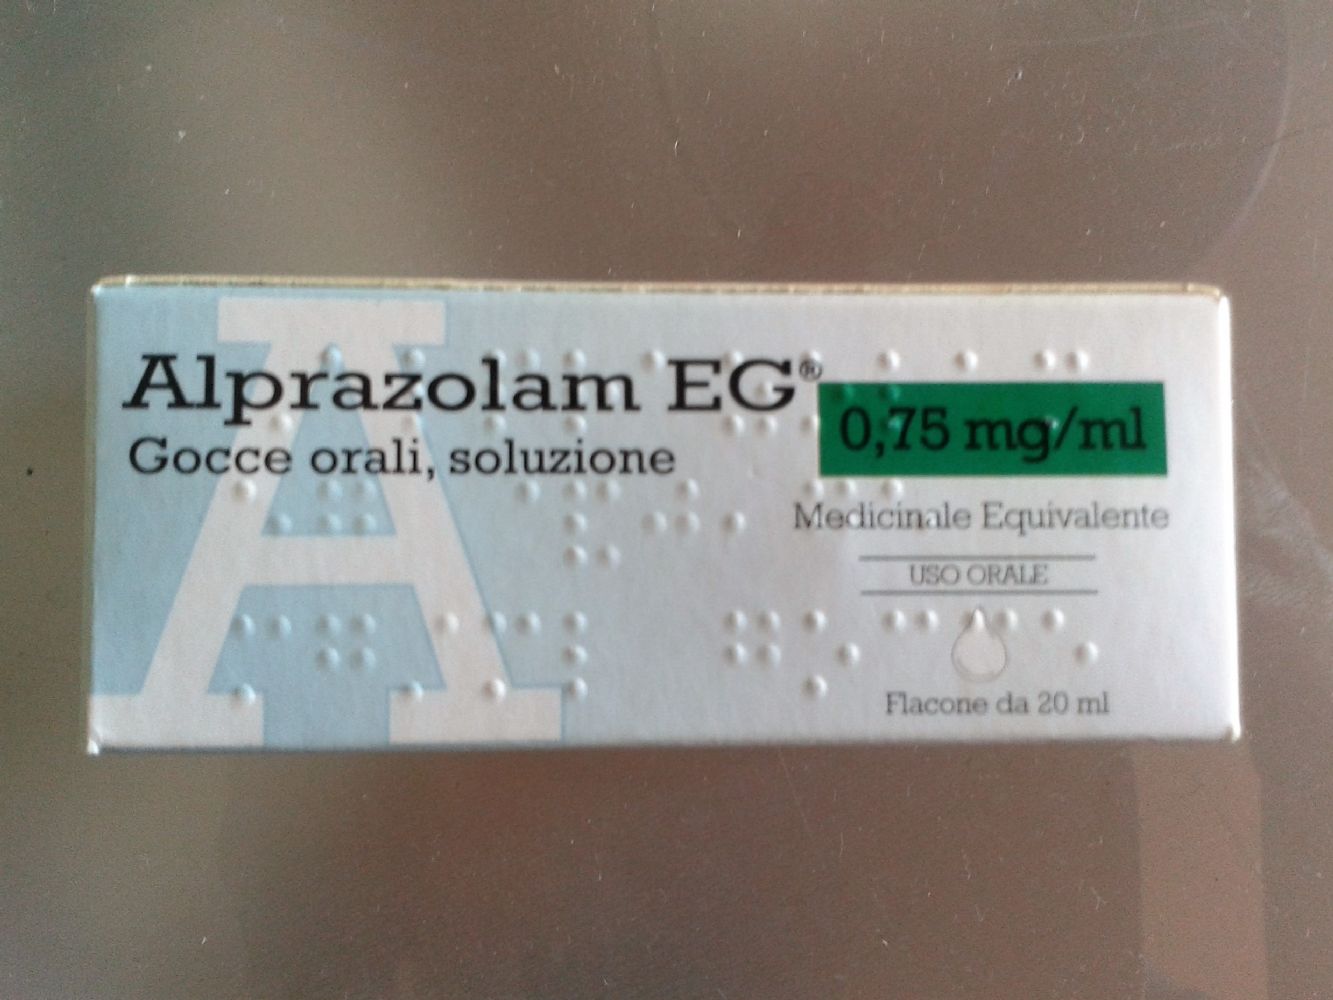 Alprazolam EG®
Gocce orali, soluzione
0,75 mg/ml
Medicinale Equivalente
USO ORALE
Flacone da 20 ml